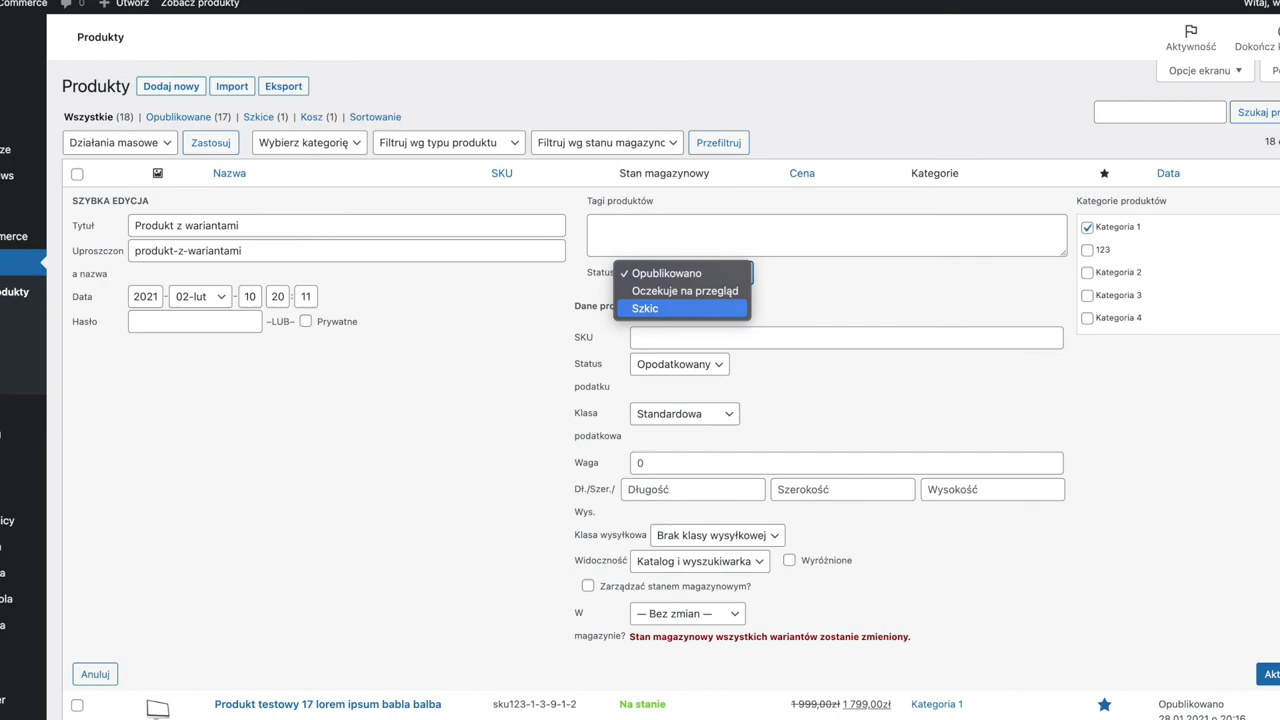 0 Utwórz Zobacz produkty Witaj,
Produkty
Aktywność Dokończ
Opcje ekranu
Produkty Dodaj nowy Import Eksport
Wszystkie (18) | Opublikowane (17) | Szkice (1) | Kosz (1) | Sortowanie
Szukaj
Działania masowe Zastosuj Wybierz kategorię Filtruj wg typu produktu Filtruj wg stanu magazync Przefiltruj 18
Nazwa SKU Stan magazynowy Cena Kategorie Data
SZYBKA EDYCJA Tagi produktów Kategorie produktów
Tytuł Produkt z wariantami
Kategoria 1
Uproszczon produkt-z-wariantami
a nazwa
123
Status Opublikowano
Kategoria 2
Oczekuje na przegląd
Data 2021 - 02-lut - 10 20 : 11
Kategoria 3
Szkic
Dane pro
Hasło –LUB– Prywatne
Kategoria 4
SKU
Status Opodatkowany
podatku
Klasa Standardowa
podatkowa
Waga 0
Dł./Szer./ Długość Szerokość Wysokość
Wys.
Klasa wysyłkowa Brak klasy wysyłkowej
Widoczność Katalog i wyszukiwarka Wyróżnione
Zarządzać stanem magazynowym?
W — Bez zmian —
magazynie? Stan magazynowy wszystkich wariantów zostanie zmieniony.
Anuluj Akt
Produkt testowy 17 lorem ipsum babla balba sku123-1-3-9-1-2 Na stanie 1 999,00zł 1 799,00zł Kategoria 1 Opublikowano
28.01.2021 o 20:16